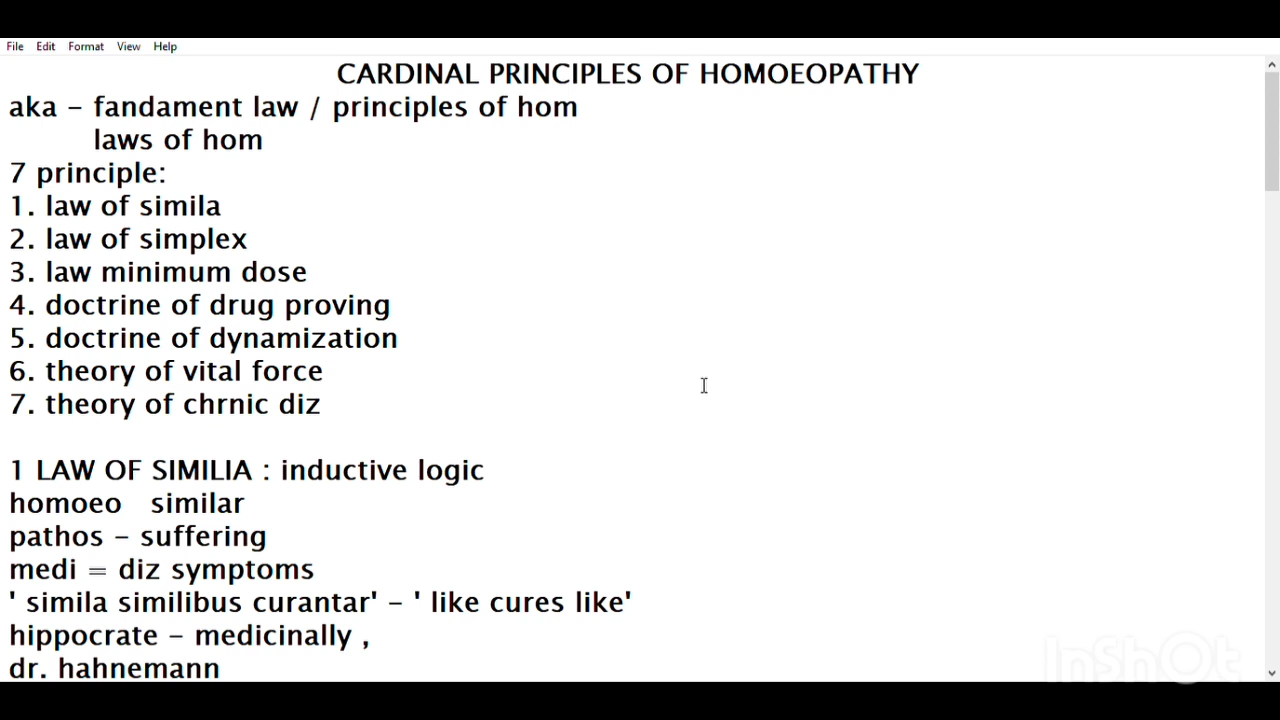 File Edit Format View Help
CARDINAL PRINCIPLES OF HOMOEOPATHY
aka - fandament law / principles of hom
laws of hom
7 principle:
1. law of simila
2. law of simplex
3. law minimum dose
4. doctrine of drug proving
5. doctrine of dynamization
6. theory of vital force
7. theory of chrnic diz
1 LAW OF SIMILIA : inductive logic
homoeo similar
pathos - suffering
medi = diz symptoms
' simila similibus curantar' - ' like cures like'
hippocrate - medicinally ,
dr. hahnemann
InShOt